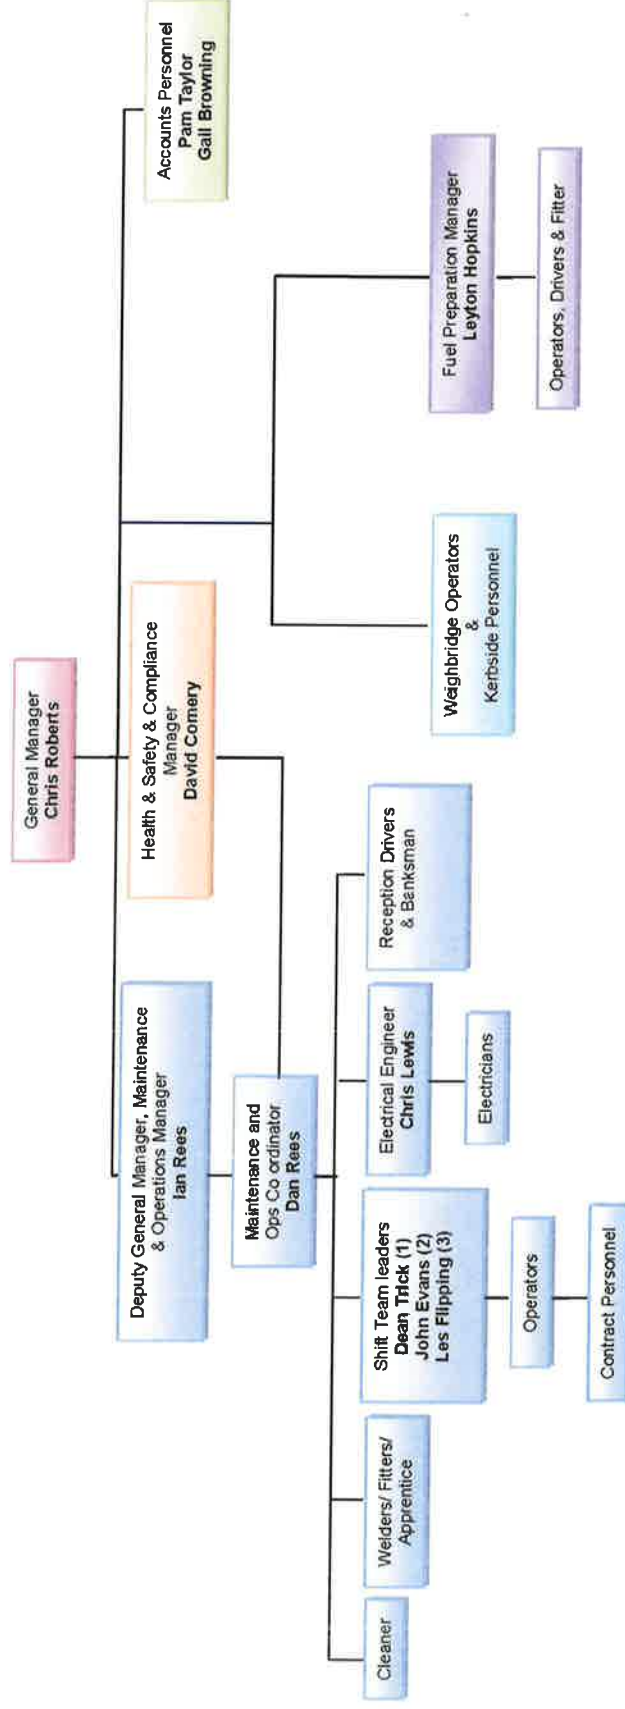 General Manager
Chris Roberts
Deputy General Manager, Maintenance
& Operations Manager
Ian Rees
Health & Safety & Compliance
Manager
David Comery
Accounts Personnel
Pam Taylor
Gail Browning
Maintenance and
Ops Co ordinator
Dan Rees
Cleaner
Welders/ Fitters/
Apprentice
Shift Team leaders
Dean Trick (1)
John Evans (2)
Les Flipping (3)
Electrical Engineer
Chris Lewis
Reception Drivers
& Banksman
Weighbridge Operators
&
Kerbside Personnel
Fuel Preparation Manager
Leyton Hopkins
Operators
Electricians
Operators, Drivers & Fitter
Contract Personnel